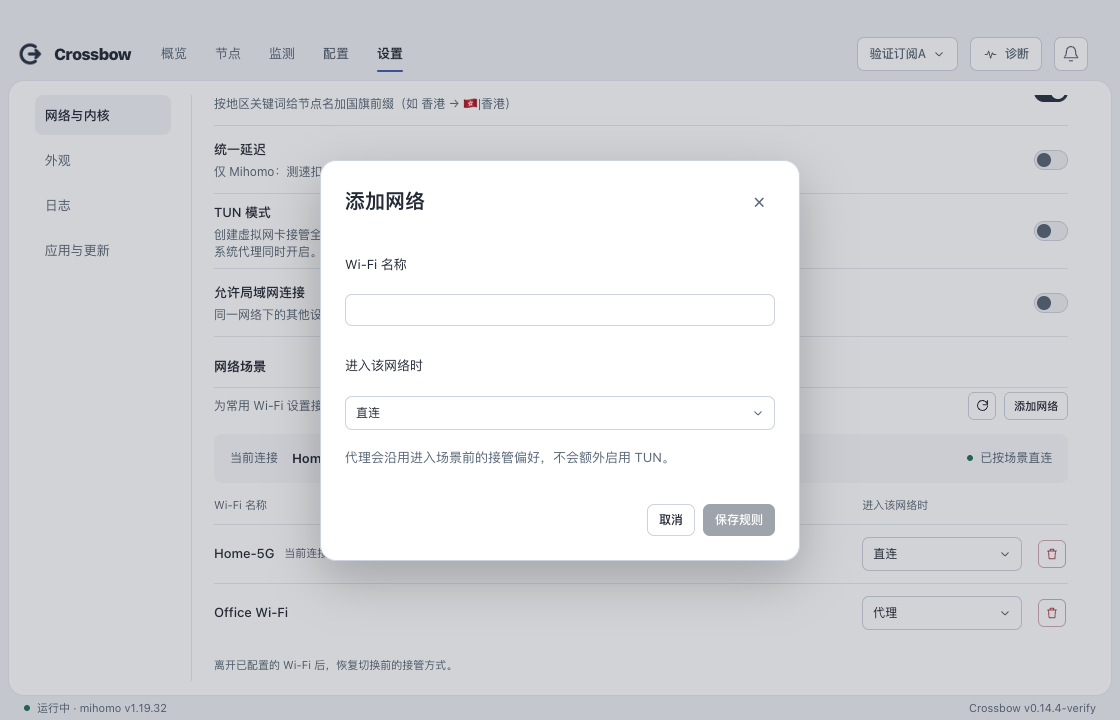 Crossbow
概览
节点
监测
配置
设置
验证订阅A
诊断
网络与内核
外观
日志
应用与更新
按地区关键词给节点名加国旗前缀（如 香港 → 🇭🇰|香港）
统一延迟
仅 Mihomo：测速扣
TUN 模式
创建虚拟网卡接管全
系统代理同时开启。
允许局域网连接
同一网络下的其他设
网络场景
为常用 Wi-Fi 设置接
添加网络
当前连接 Hom
已按场景直连
Wi-Fi 名称
进入该网络时
Home-5G 当前连接
直连
Office Wi-Fi
代理
离开已配置的 Wi-Fi 后，恢复切换前的接管方式。
添加网络
Wi-Fi 名称
进入该网络时
直连
代理会沿用进入场景前的接管偏好，不会额外启用 TUN。
取消
保存规则
运行中 · mihomo v1.19.32
Crossbow v0.14.4-verify